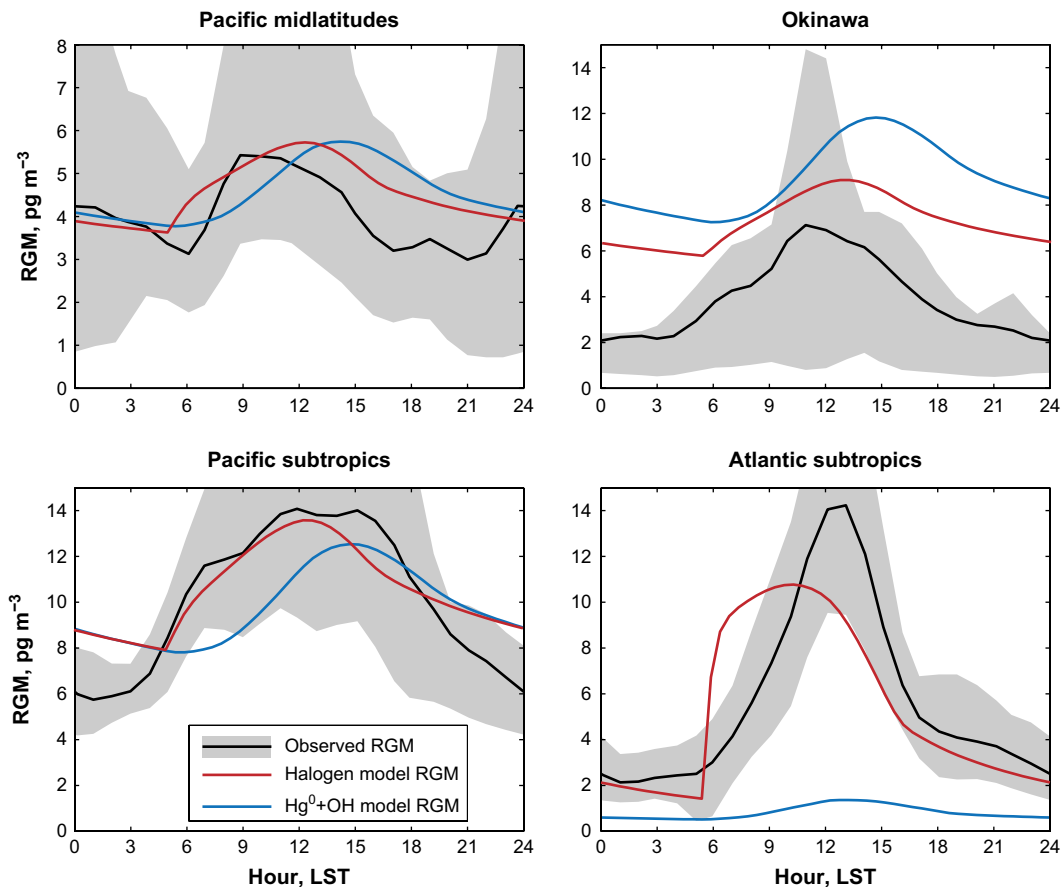 Pacific midlatitudes
RGM, pg m⁻³
8
7
6
5
4
3
2
1
0
0 3 6 9 12 15 18 21 24
Okinawa
14
12
10
8
6
4
2
0
0 3 6 9 12 15 18 21 24
Pacific subtropics
RGM, pg m⁻³
14
12
10
8
6
4
2
0
Observed RGM
Halogen model RGM
Hg⁰+OH model RGM
0 3 6 9 12 15 18 21 24
Hour, LST
Atlantic subtropics
14
12
10
8
6
4
2
0
0 3 6 9 12 15 18 21 24
Hour, LST